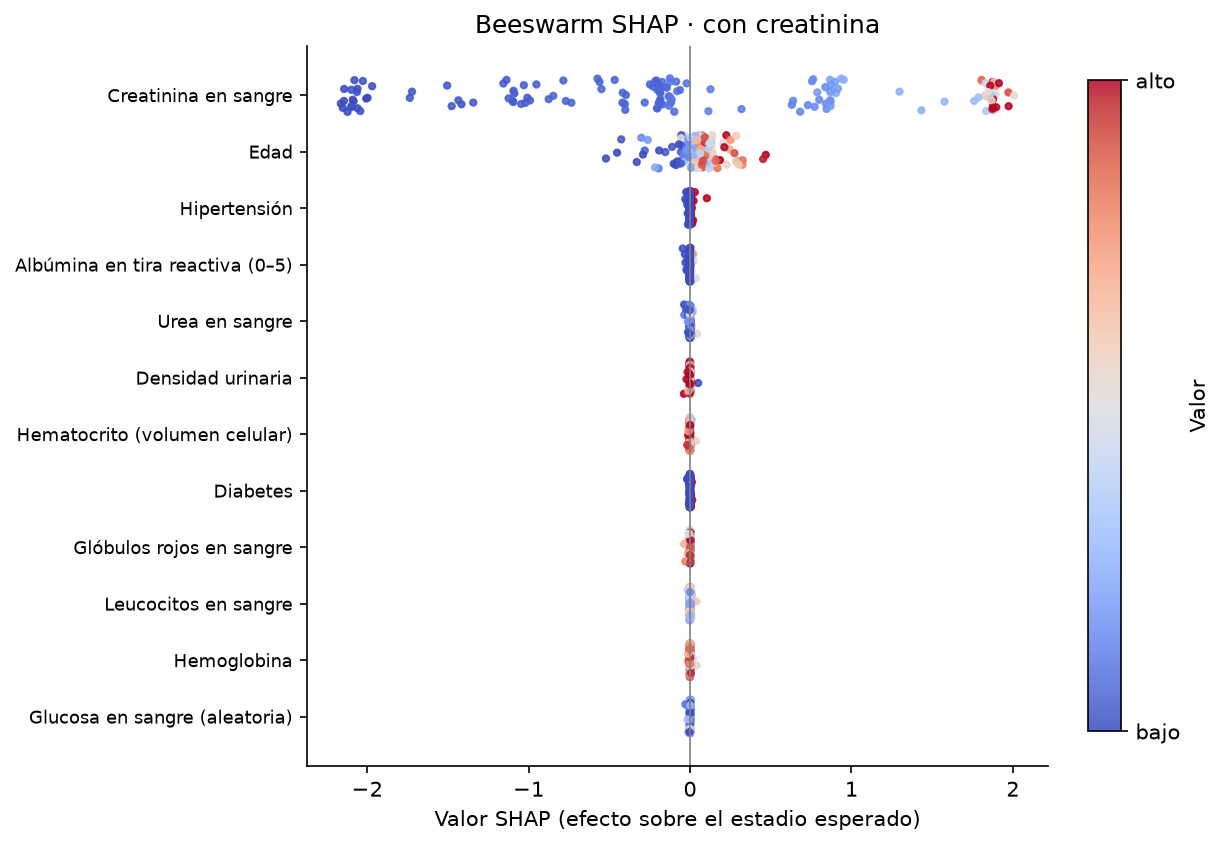 Beeswarm SHAP · con creatinina
Creatinina en sangre
Edad
Hipertensión
Albúmina en tira reactiva (0–5)
Urea en sangre
Densidad urinaria
Hematocrito (volumen celular)
Diabetes
Glóbulos rojos en sangre
Leucocitos en sangre
Hemoglobina
Glucosa en sangre (aleatoria)
−2
−1
0
1
2
Valor SHAP (efecto sobre el estadio esperado)
alto
Valor
bajo